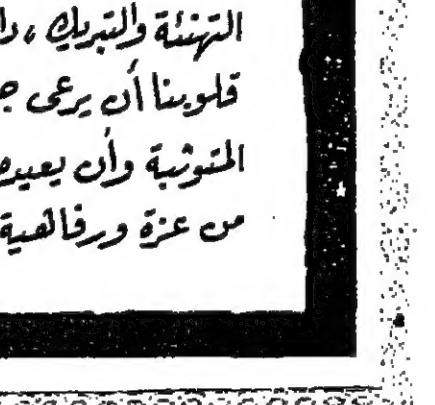 التهنئة والتبريك ، دا
قلوبنا أن يرعى ج
المتوثبة وأن يعيد
من عزة ورفاهية